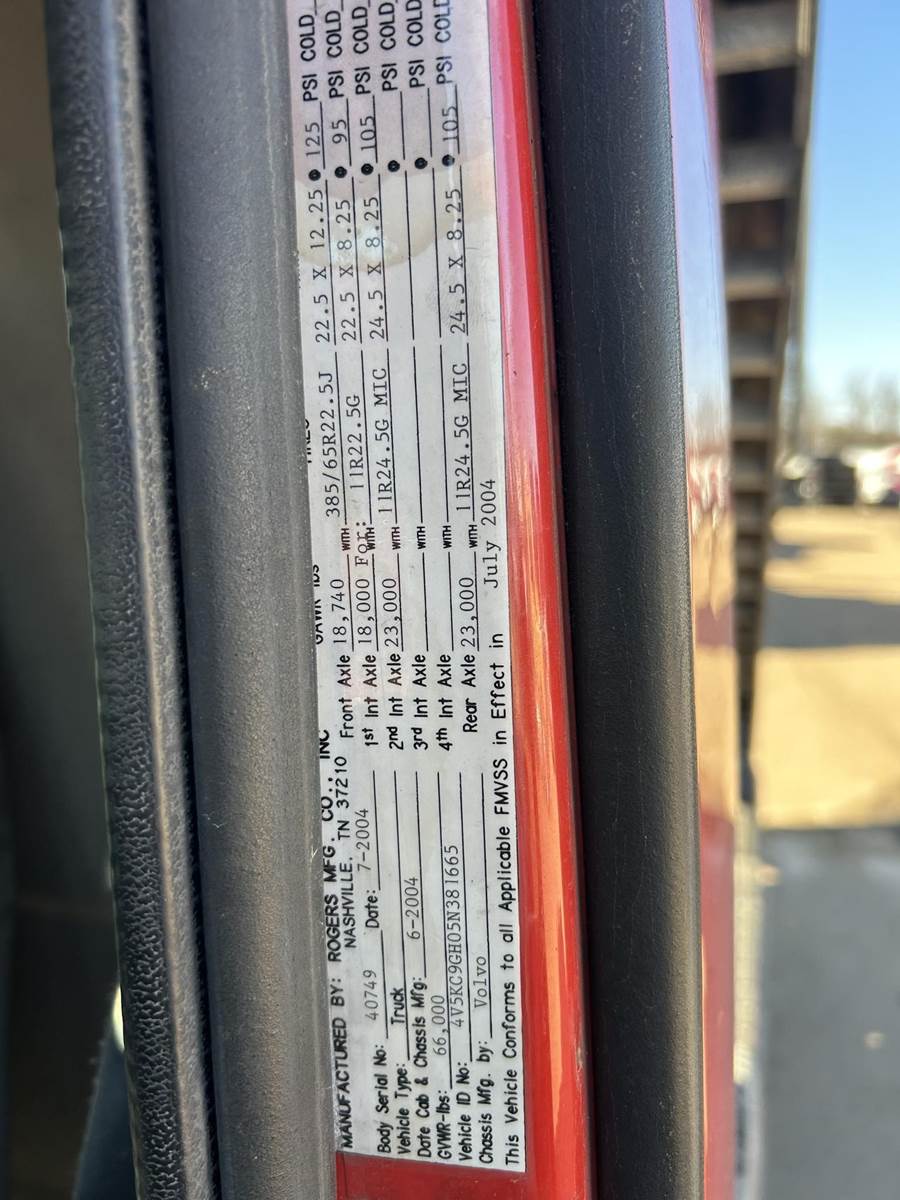 GAWR lbs
MANUFACTURED BY: ROGERS MFG. CO., INC
NASHVILLE, TN 37210
Body Serial No: 40749 Date: 7-2004
Vehicle Type: Truck
Date Cab & Chassis Mfg: 6-2004
GVWR-lbs: 66,000
Vehicle ID No: 4V5KC9GH05N381665
Chassis Mfg. by: Volvo
Front Axle 18,740 WITH 385/65R22.5J 22.5 X 12.25 @ 125 PSI COLD
1st Int Axle 18,000 For: WITH 11R22.5G 22.5 X 8.25 @ 95 PSI COLD
2nd Int Axle 23,000 WITH 11R24.5G MIC 24.5 X 8.25 @ 105 PSI COLD
3rd Int Axle WITH @ PSI COLD
4th Int Axle WITH @ PSI COLD
Rear Axle 23,000 WITH 11R24.5G MIC 24.5 X 8.25 @ 105 PSI COLD
This Vehicle Conforms to all Applicable FMVSS in Effect in July 2004